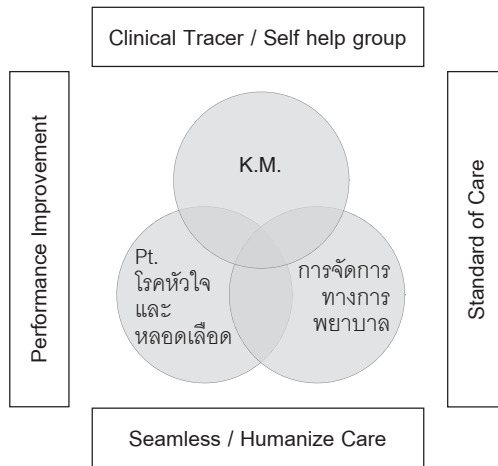 Clinical Tracer / Self help group
Performance Improvement
K.M.
Pt.
โรคหัวใจ
และ
หลอดเลือด
การจัดการ
ทางการ
พยาบาล
Standard of Care
Seamless / Humanize Care